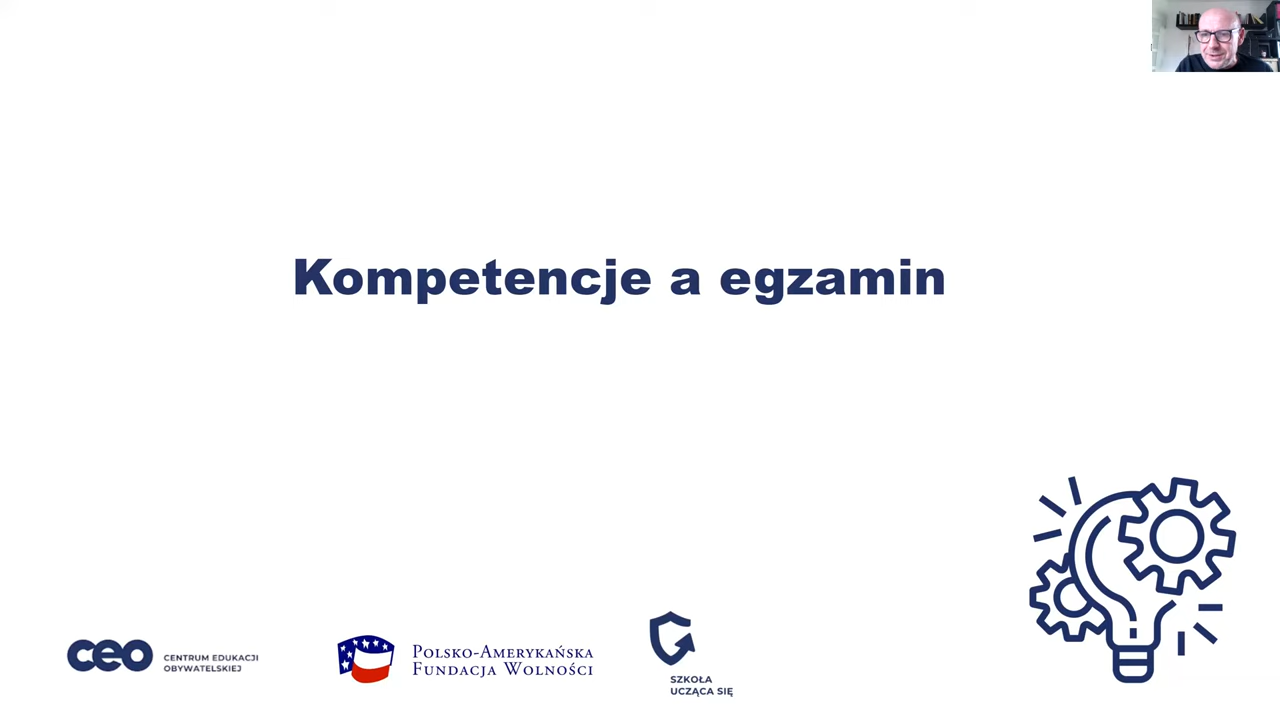 Kompetencje a egzamin
ceo
CENTRUM EDUKACJI
OBYWATELSKIEJ
POLSKO-AMERYKAŃSKA
FUNDACJA WOLNOŚCI
SZKOŁA
UCZĄCA SIĘ